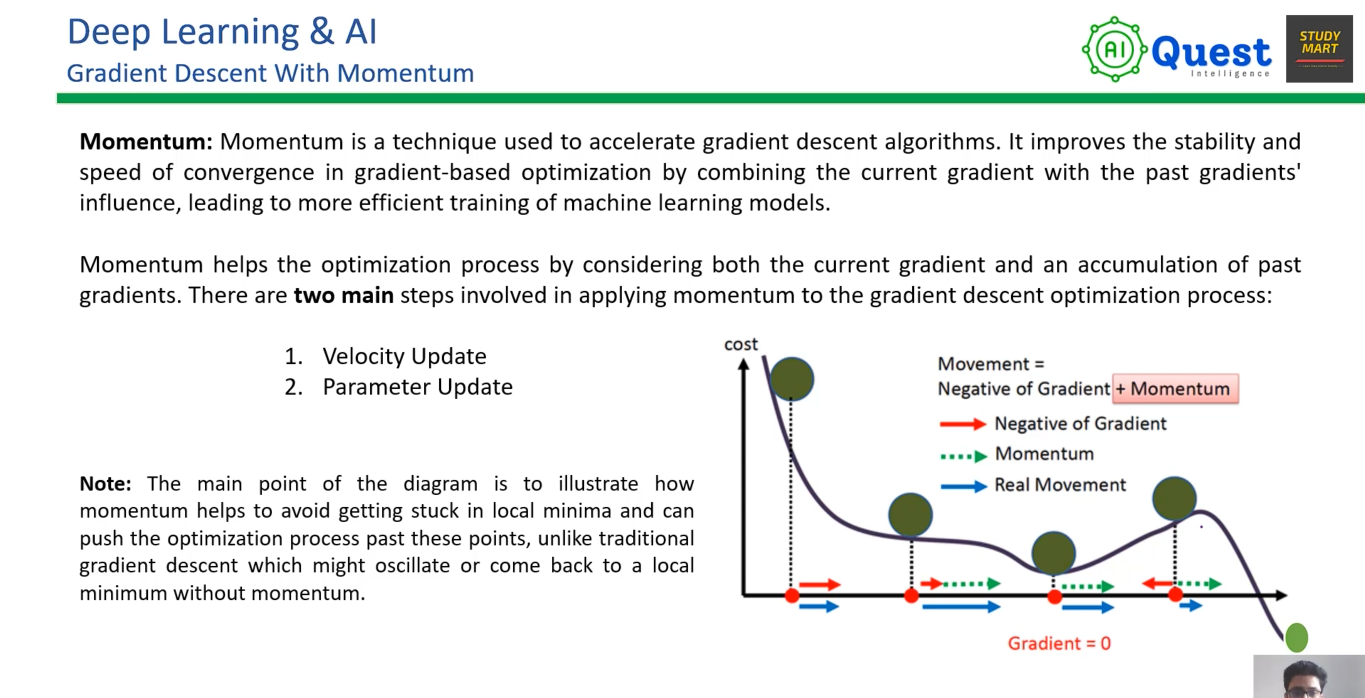 Deep Learning & AI
Gradient Descent With Momentum
AI Quest
Intelligence
STUDY
MART
Momentum: Momentum is a technique used to accelerate gradient descent algorithms. It improves the stability and
speed of convergence in gradient-based optimization by combining the current gradient with the past gradients'
influence, leading to more efficient training of machine learning models.
Momentum helps the optimization process by considering both the current gradient and an accumulation of past
gradients. There are two main steps involved in applying momentum to the gradient descent optimization process:
1. Velocity Update
2. Parameter Update
Note: The main point of the diagram is to illustrate how
momentum helps to avoid getting stuck in local minima and can
push the optimization process past these points, unlike traditional
gradient descent which might oscillate or come back to a local
minimum without momentum.
cost
Movement =
Negative of Gradient + Momentum
Negative of Gradient
Momentum
Real Movement
Gradient = 0